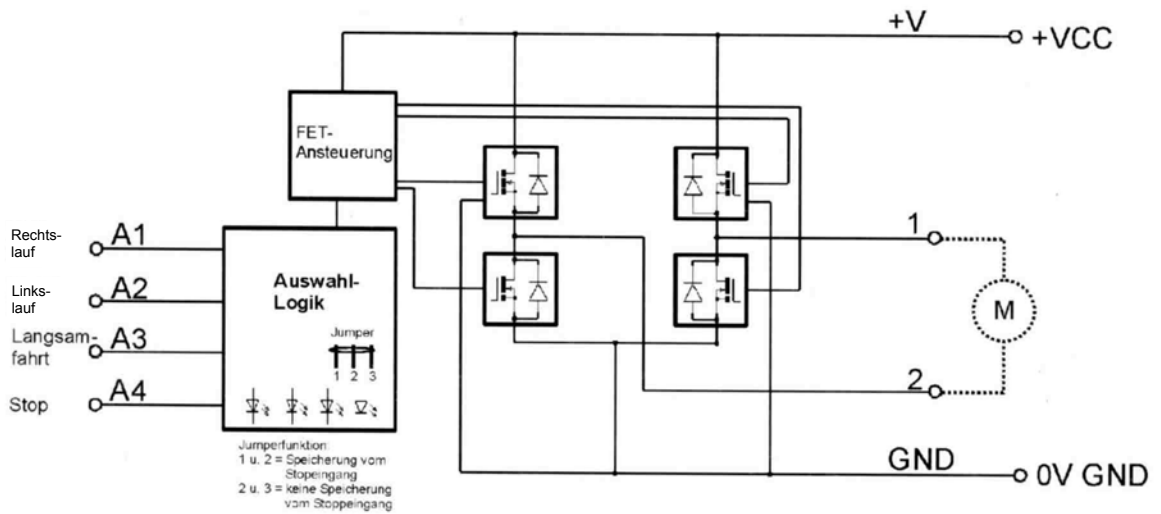 +V
+VCC
FET-
Ansteuerung
Rechts-
lauf
A1
Links-
lauf
A2
Langsam-
fahrt
A3
Stop
A4
Auswahl-
Logik
Jumper
1 2 3
Jumperfunktion:
1 u. 2 = Speicherung vom
Stopeingang
2 u. 3 = keine Speicherung
vom Stoppeingang
1
M
2
GND
0V GND